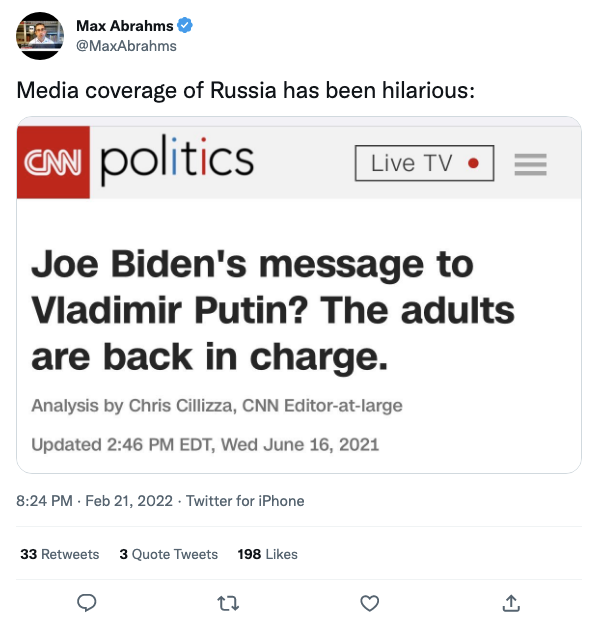 Max Abrahms
@MaxAbrahms
Media coverage of Russia has been hilarious:
CNN politics
Live TV
Joe Biden's message to
Vladimir Putin? The adults
are back in charge.
Analysis by Chris Cillizza, CNN Editor-at-large
Updated 2:46 PM EDT, Wed June 16, 2021
8:24 PM · Feb 21, 2022 · Twitter for iPhone
33 Retweets 3 Quote Tweets 198 Likes